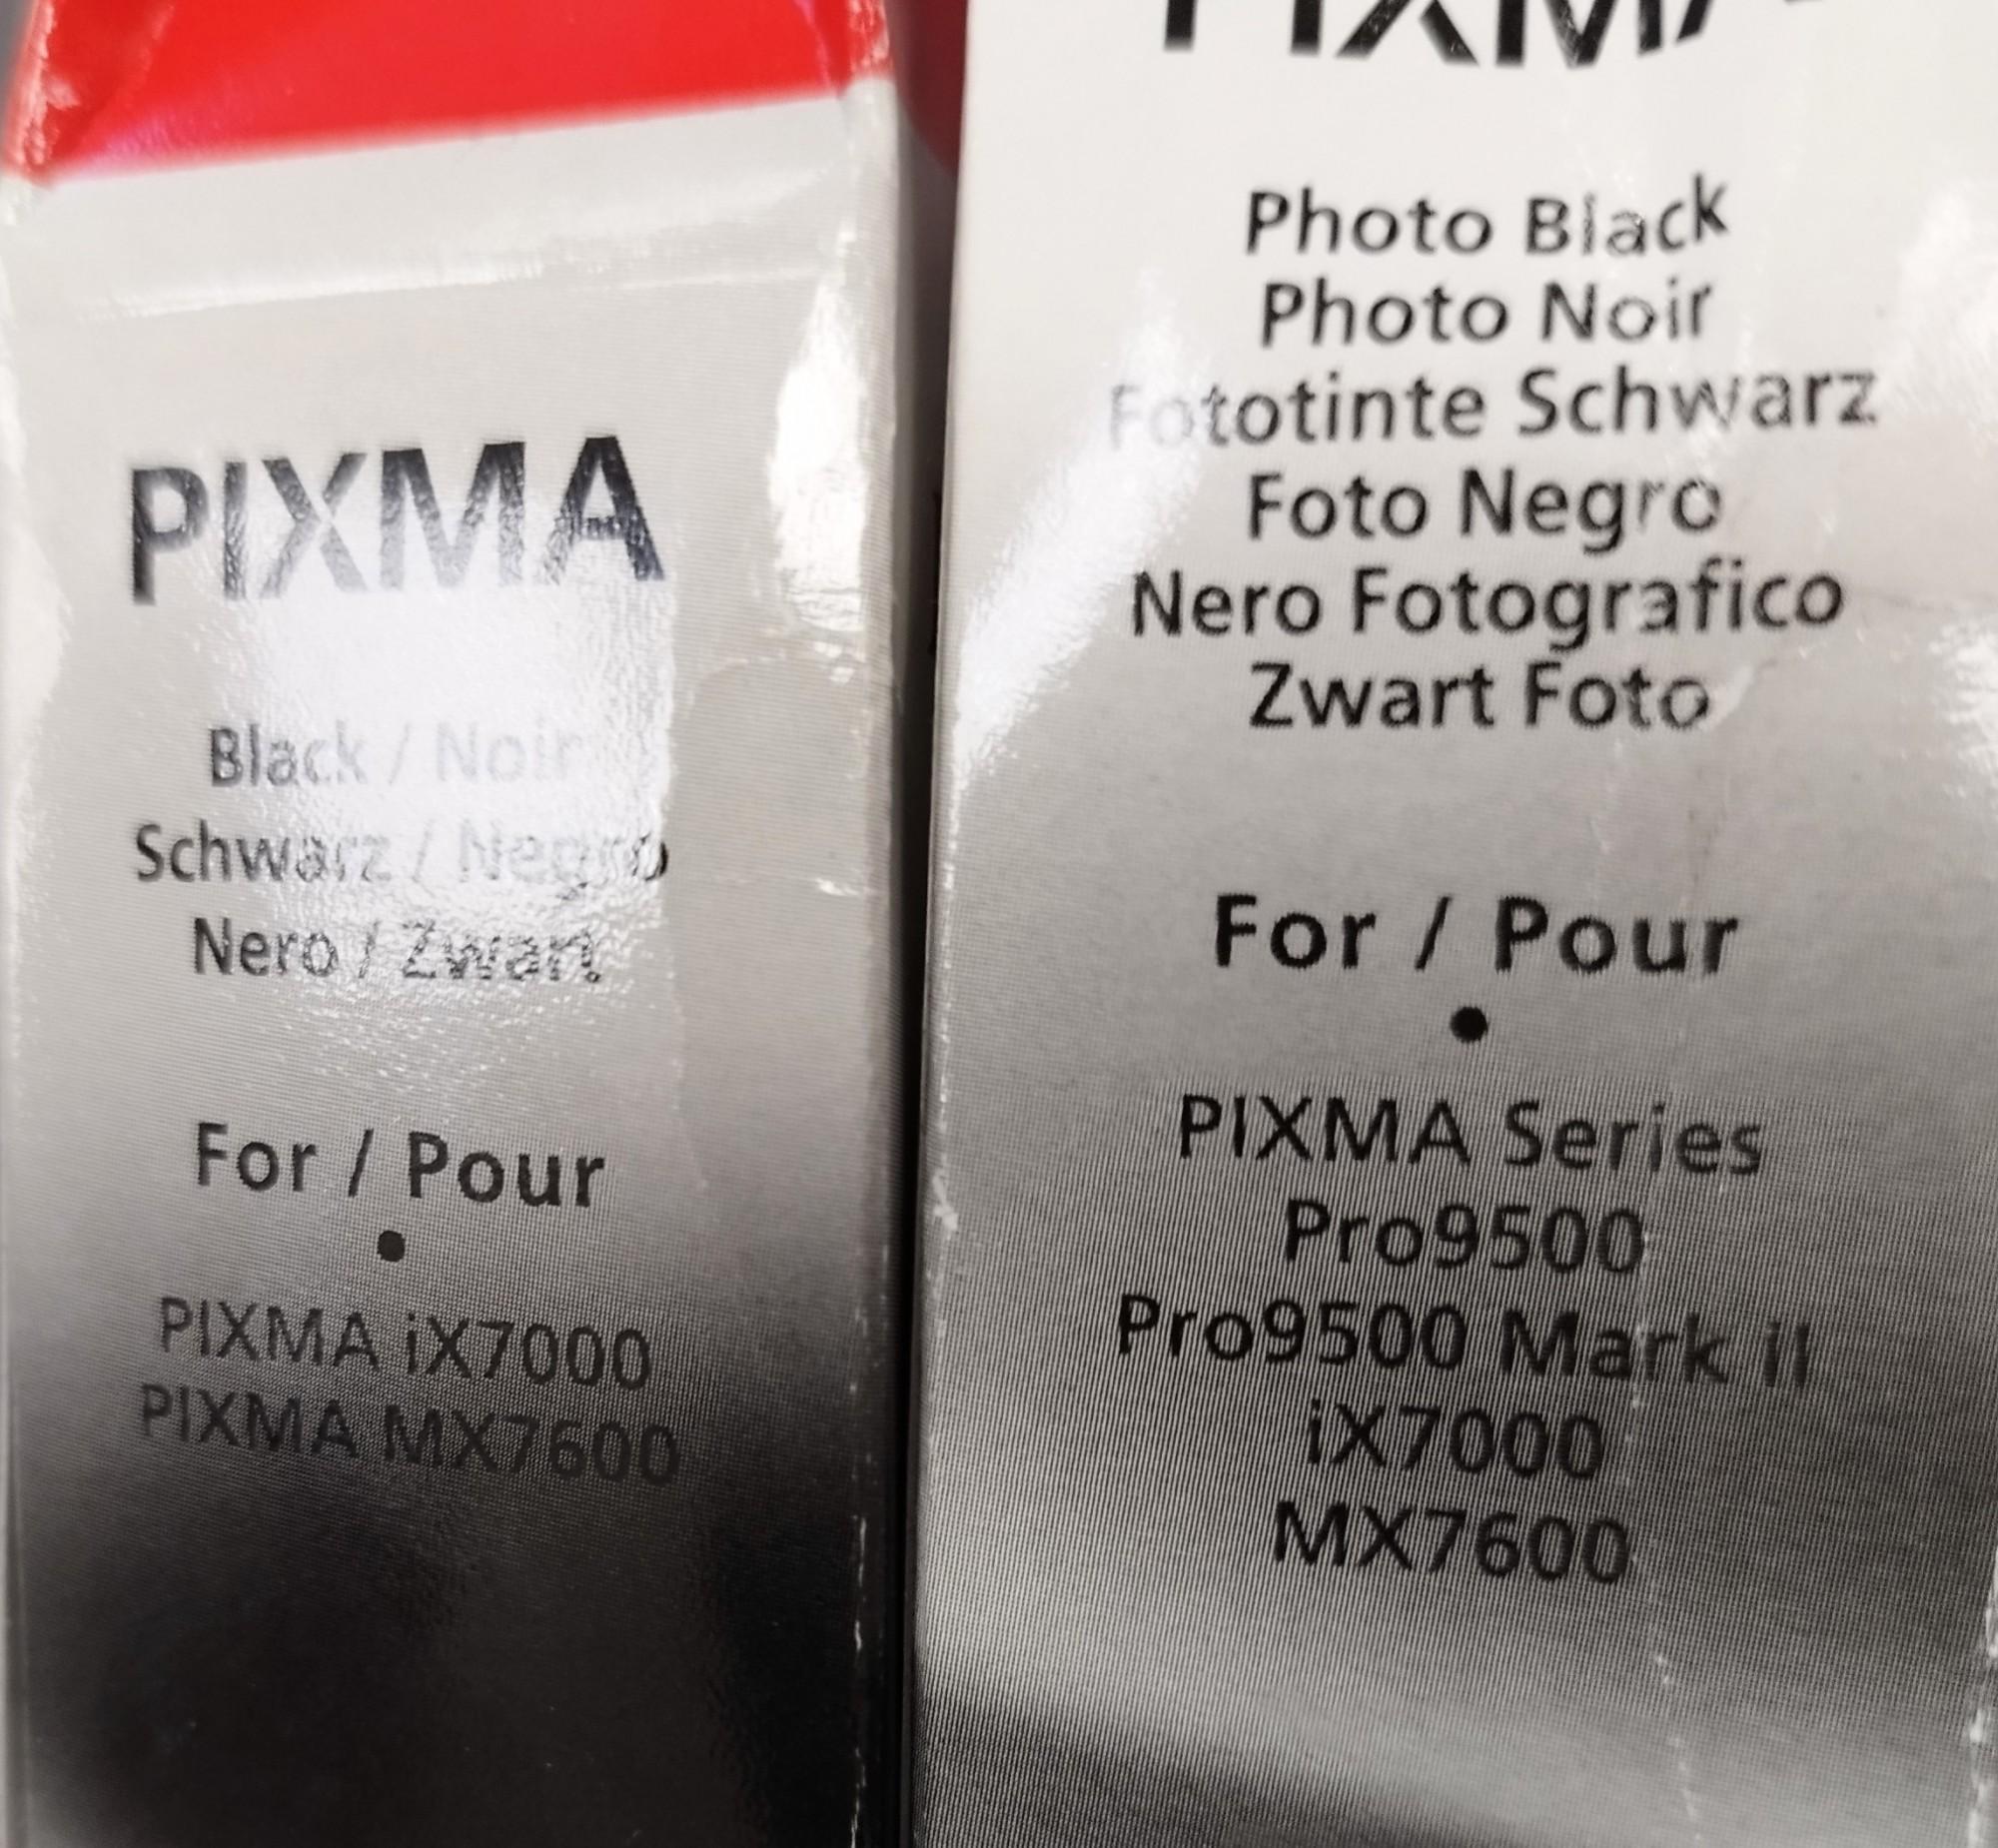 PIXMA
Black / Noir
Schwarz / Negro
Nero / Zwart
For / Pour
•
PIXMA iX7000
PIXMA MX7600
PIXMA
Photo Black
Photo Noir
Fototinte Schwarz
Foto Negro
Nero Fotografico
Zwart Foto
For / Pour
•
PIXMA Series
Pro9500
Pro9500 Mark II
iX7000
MX7600